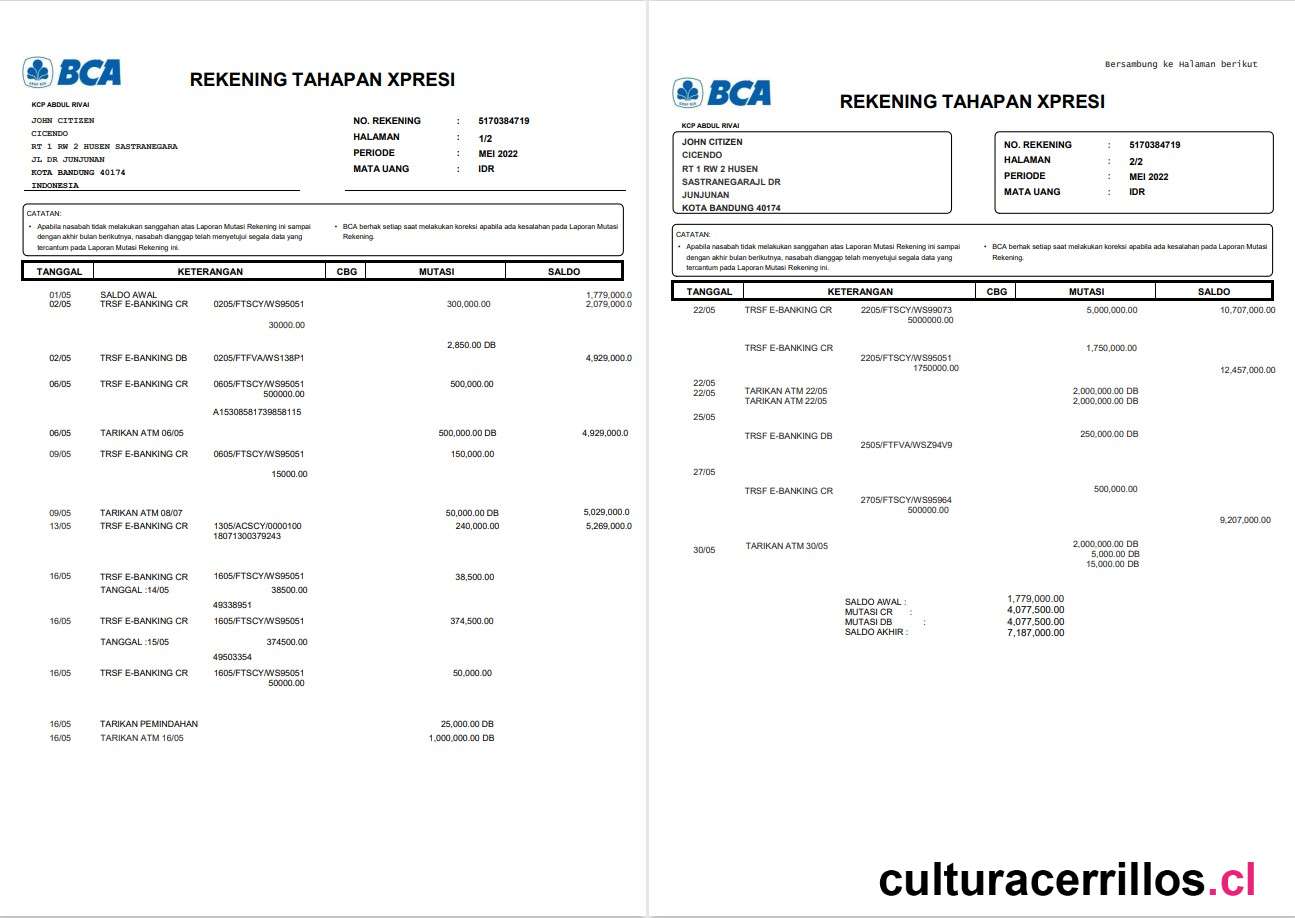 BCA
REKENING TAHAPAN XPRESI
KCP ABDUL RIVAI
JOHN CITIZEN
CICENDO
RT 1 RW 2 HUSEN SASTRANEGARA
JL DR JUNJUNAN
KOTA BANDUNG 40174
INDONESIA
NO. REKENING : 5170384719
HALAMAN : 1/2
PERIODE : MEI 2022
MATA UANG : IDR
CATATAN:
• Apabila nasabah tidak melakukan sanggahan atas Laporan Mutasi Rekening ini sampai
dengan akhir bulan berikutnya, nasabah dianggap telah menyetujui segala data yang
tercantum pada Laporan Mutasi Rekening ini.
• BCA berhak setiap saat melakukan koreksi apabila ada kesalahan pada Laporan Mutasi
Rekening.
TANGGAL KETERANGAN CBG MUTASI SALDO
01/05 SALDO AWAL 1,779,000.0
02/05 TRSF E-BANKING CR 0205/FTSCY/WS95051 300,000.00 2,079,000.0
30000.00
2,850.00 DB
02/05 TRSF E-BANKING DB 0205/FTFVA/WS138P1 4,929,000.0
06/05 TRSF E-BANKING CR 0605/FTSCY/WS95051 500,000.00
500000.00
A15308581739858115
06/05 TARIKAN ATM 06/05 500,000.00 DB 4,929,000.0
09/05 TRSF E-BANKING CR 0605/FTSCY/WS95051 150,000.00
15000.00
09/05 TARIKAN ATM 08/07 50,000.00 DB 5,029,000.0
13/05 TRSF E-BANKING CR 1305/ACSCY/0000100 240,000.00 5,269,000.0
18071300379243
16/05 TRSF E-BANKING CR 1605/FTSCY/WS95051 38,500.00
TANGGAL :14/05 38500.00
49338951
16/05 TRSF E-BANKING CR 1605/FTSCY/WS95051 374,500.00
TANGGAL :15/05 374500.00
49503354
16/05 TRSF E-BANKING CR 1605/FTSCY/WS95051 50,000.00
50000.00
16/05 TARIKAN PEMINDAHAN 25,000.00 DB
16/05 TARIKAN ATM 16/05 1,000,000.00 DB
Bersambung ke Halaman berikut
BCA
REKENING TAHAPAN XPRESI
KCP ABDUL RIVAI
JOHN CITIZEN
CICENDO
RT 1 RW 2 HUSEN
SASTRANEGARAJL DR
JUNJUNAN
KOTA BANDUNG 40174
NO. REKENING : 5170384719
HALAMAN : 2/2
PERIODE : MEI 2022
MATA UANG : IDR
CATATAN:
• Apabila nasabah tidak melakukan sanggahan atas Laporan Mutasi Rekening ini sampai
dengan akhir bulan berikutnya, nasabah dianggap telah menyetujui segala data yang
tercantum pada Laporan Mutasi Rekening ini.
• BCA berhak setiap saat melakukan koreksi apabila ada kesalahan pada Laporan Mutasi
Rekening.
TANGGAL KETERANGAN CBG MUTASI SALDO
22/05 TRSF E-BANKING CR 2205/FTSCY/WS99073 5,000,000.00 10,707,000.00
5000000.00
TRSF E-BANKING CR 1,750,000.00
2205/FTSCY/WS95051
1750000.00 12,457,000.00
22/05
22/05 TARIKAN ATM 22/05 2,000,000.00 DB
TARIKAN ATM 22/05 2,000,000.00 DB
25/05
TRSF E-BANKING DB 250,000.00 DB
2505/FTFVA/WSZ94V9
27/05
TRSF E-BANKING CR 500,000.00
2705/FTSCY/WS95964
500000.00
9,207,000.00
30/05 TARIKAN ATM 30/05 2,000,000.00 DB
5,000.00 DB
15,000.00 DB
SALDO AWAL : 1,779,000.00
MUTASI CR : 4,077,500.00
MUTASI DB : 4,077,500.00
SALDO AKHIR : 7,187,000.00
culturacerrillos.cl